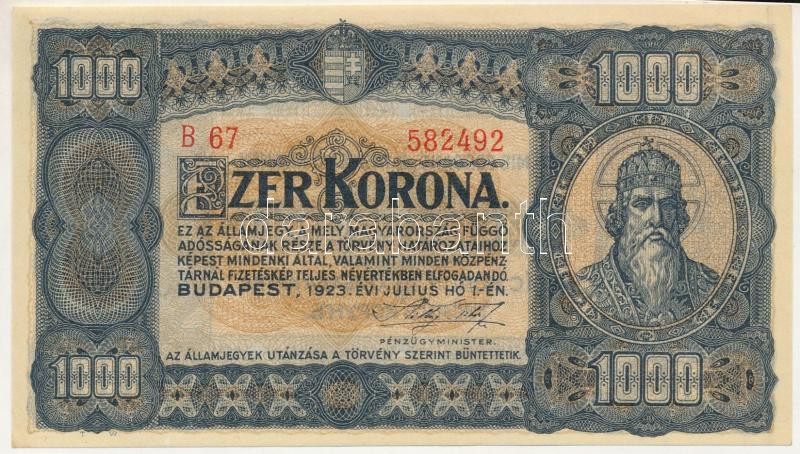 1000 1000
B 67 582492
EZER KORONA.
EZ AZ ÁLLAMJEGY, A MELY MAGYARORSZÁG FÜGGŐ
ADÓSSÁGÁNAK RÉSZE A TÖRVÉNY HATÁROZATAIHOZ
KÉPEST MINDENKI ÁLTAL, VALAMINT MINDEN KÖZPÉNZ
TÁRNÁL FIZETÉSKÉP TELJES NÉVÉRTÉKBEN ELFOGADANDÓ.
BUDAPEST, 1923. ÉVI JULIUS HÓ 1.-ÉN.
PÉNZÜGYMINISTER.
AZ ÁLLAMJEGYEK UTÁNZÁSA A TÖRVÉNY SZERINT BÜNTETTETIK.
1000 1000
darabanth